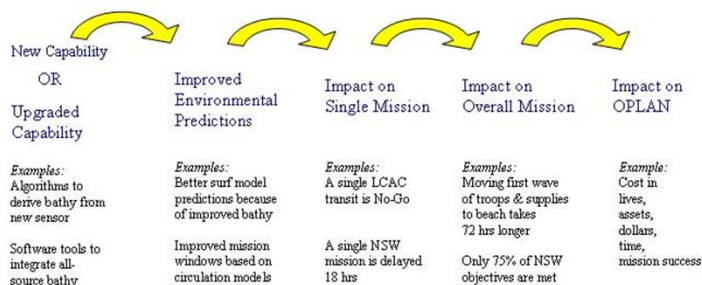 New Capability
OR
Upgraded
Capability
Examples:
Algorithms to
derive bathy from
new sensor
Software tools to
integrate all-
source bathy
Improved
Environmental
Predictions
Examples:
Better surf model
predictions because
of improved bathy
Improved mission
windows based on
circulation models
Impact on
Single Mission
Examples:
A single LCAC
transit is No-Go
A single NSW
mission is delayed
18 hrs
Impact on
Overall Mission
Examples:
Moving first wave
of troops & supplies
to beach takes
72 hrs longer
Only 75% of NSW
objectives are met
Impact on
OPLAN
Example:
Cost in
lives,
assets,
dollars,
time,
mission success